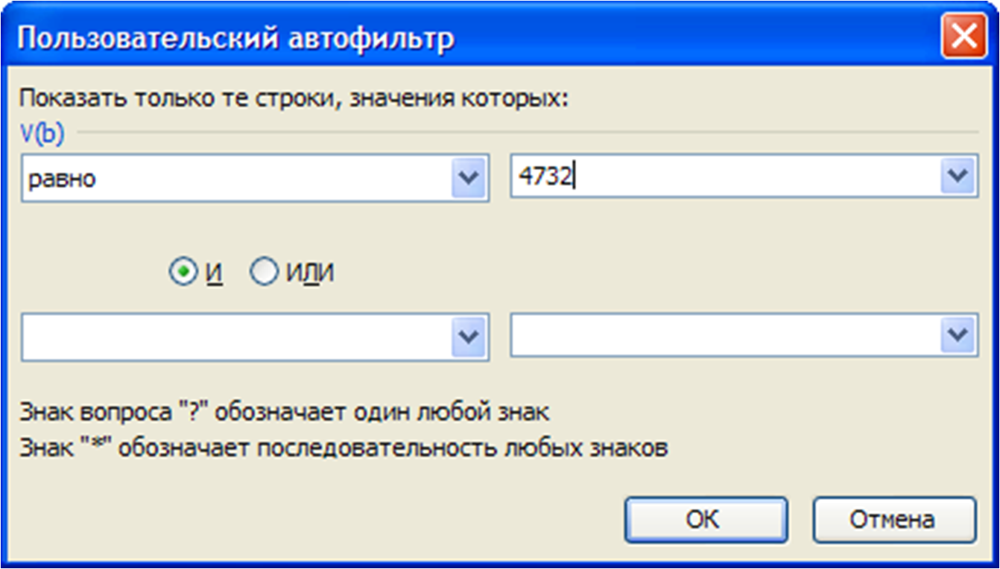 Пользовательский автофильтр
Показать только те строки, значения которых:
V(b)
равно 4732
И ИЛИ
Знак вопроса "?" обозначает один любой знак
Знак "*" обозначает последовательность любых знаков
ОК Отмена